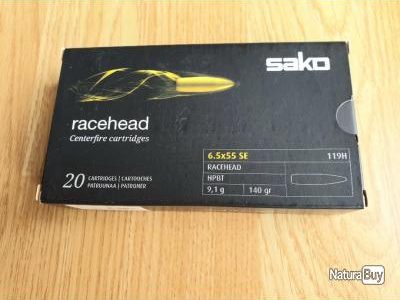 sako
racehead
Centerfire cartridges
6.5x55 SE 119H
RACEHEAD
HPBT
9,1 g 140 gr
20 CARTRIDGES | CARTOUCHES
PATRUUNAA | PATRONER
NaturaBuy